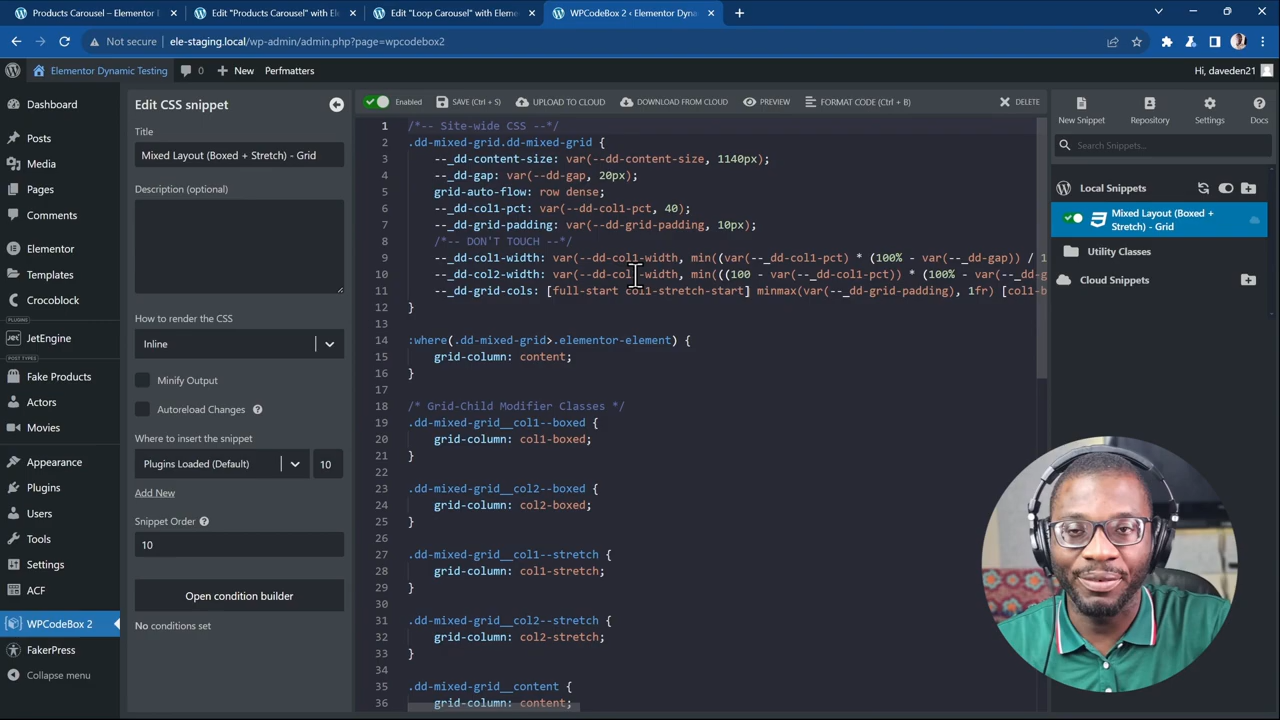 Products Carousel – Elementor
Edit "Products Carousel" with E
Edit "Loop Carousel" with Eleme
WPCodeBox 2 ‹ Elementor Dyna
Not secure
ele-staging.local/wp-admin/admin.php?page=wpcodebox2
Elementor Dynamic Testing
0
New
Perfmatters
Hi, daveden21
Dashboard
Posts
Media
Pages
Comments
Elementor
Templates
Crocoblock
JetEngine
POST TYPES
Fake Products
Actors
Movies
Appearance
Plugins
Users
Tools
Settings
ACF
WPCodeBox 2
FakerPress
Collapse menu
Edit CSS snippet
Title
Mixed Layout (Boxed + Stretch) - Grid
Description (optional)
How to render the CSS
Inline
Minify Output
Autoreload Changes
Where to insert the snippet
Plugins Loaded (Default)
10
Add New
Snippet Order
10
Open condition builder
No conditions set
Enabled
SAVE (Ctrl + S)
UPLOAD TO CLOUD
DOWNLOAD FROM CLOUD
PREVIEW
FORMAT CODE (Ctrl + B)
DELETE
1 /*-- Site-wide CSS --*/
2 .dd-mixed-grid.dd-mixed-grid {
3 --_dd-content-size: var(--dd-content-size, 1140px);
4 --_dd-gap: var(--dd-gap, 20px);
5 grid-auto-flow: row dense;
6 --_dd-col1-pct: var(--dd-col1-pct, 40);
7 --_dd-grid-padding: var(--dd-grid-padding, 10px);
8 /*-- DON'T TOUCH --*/
9 --_dd-col1-width: var(--dd-col1-width, min((var(--_dd-col1-pct) * (100% - var(--_dd-gap)) / 1
10 --_dd-col2-width: var(--dd-col1-width, min(((100 - var(--_dd-col1-pct)) * (100% - var(--_dd-g
11 --_dd-grid-cols: [full-start col1-stretch-start] minmax(var(--_dd-grid-padding), 1fr) [col1-b
12 }
13
14 :where(.dd-mixed-grid>.elementor-element) {
15 grid-column: content;
16 }
17
18 /* Grid-Child Modifier Classes */
19 .dd-mixed-grid__col1--boxed {
20 grid-column: col1-boxed;
21 }
22
23 .dd-mixed-grid__col2--boxed {
24 grid-column: col2-boxed;
25 }
26
27 .dd-mixed-grid__col1--stretch {
28 grid-column: col1-stretch;
29 }
30
31 .dd-mixed-grid__col2--stretch {
32 grid-column: col2-stretch;
33 }
34
35 .dd-mixed-grid__content {
36 grid-column: content;
New Snippet
Repository
Settings
Docs
Search Snippets...
Local Snippets
Mixed Layout (Boxed +
Stretch) - Grid
Utility Classes
Cloud Snippets